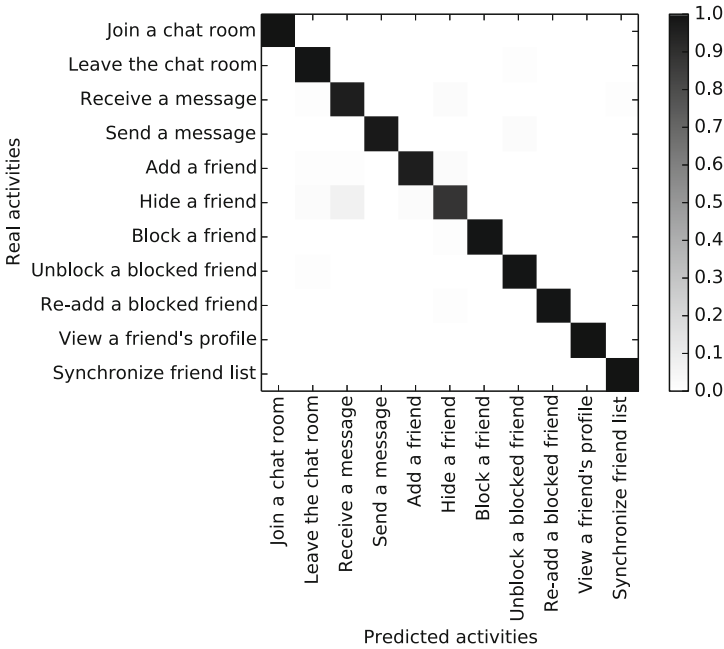 Join a chat room
Leave the chat room
Receive a message
Send a message
Add a friend
Hide a friend
Block a friend
Unblock a blocked friend
Re-add a blocked friend
View a friend's profile
Synchronize friend list
Real activities
Join a chat room
Leave the chat room
Receive a message
Send a message
Add a friend
Hide a friend
Block a friend
Unblock a blocked friend
Re-add a blocked friend
View a friend's profile
Synchronize friend list
Predicted activities
1.0
0.9
0.8
0.7
0.6
0.5
0.4
0.3
0.2
0.1
0.0